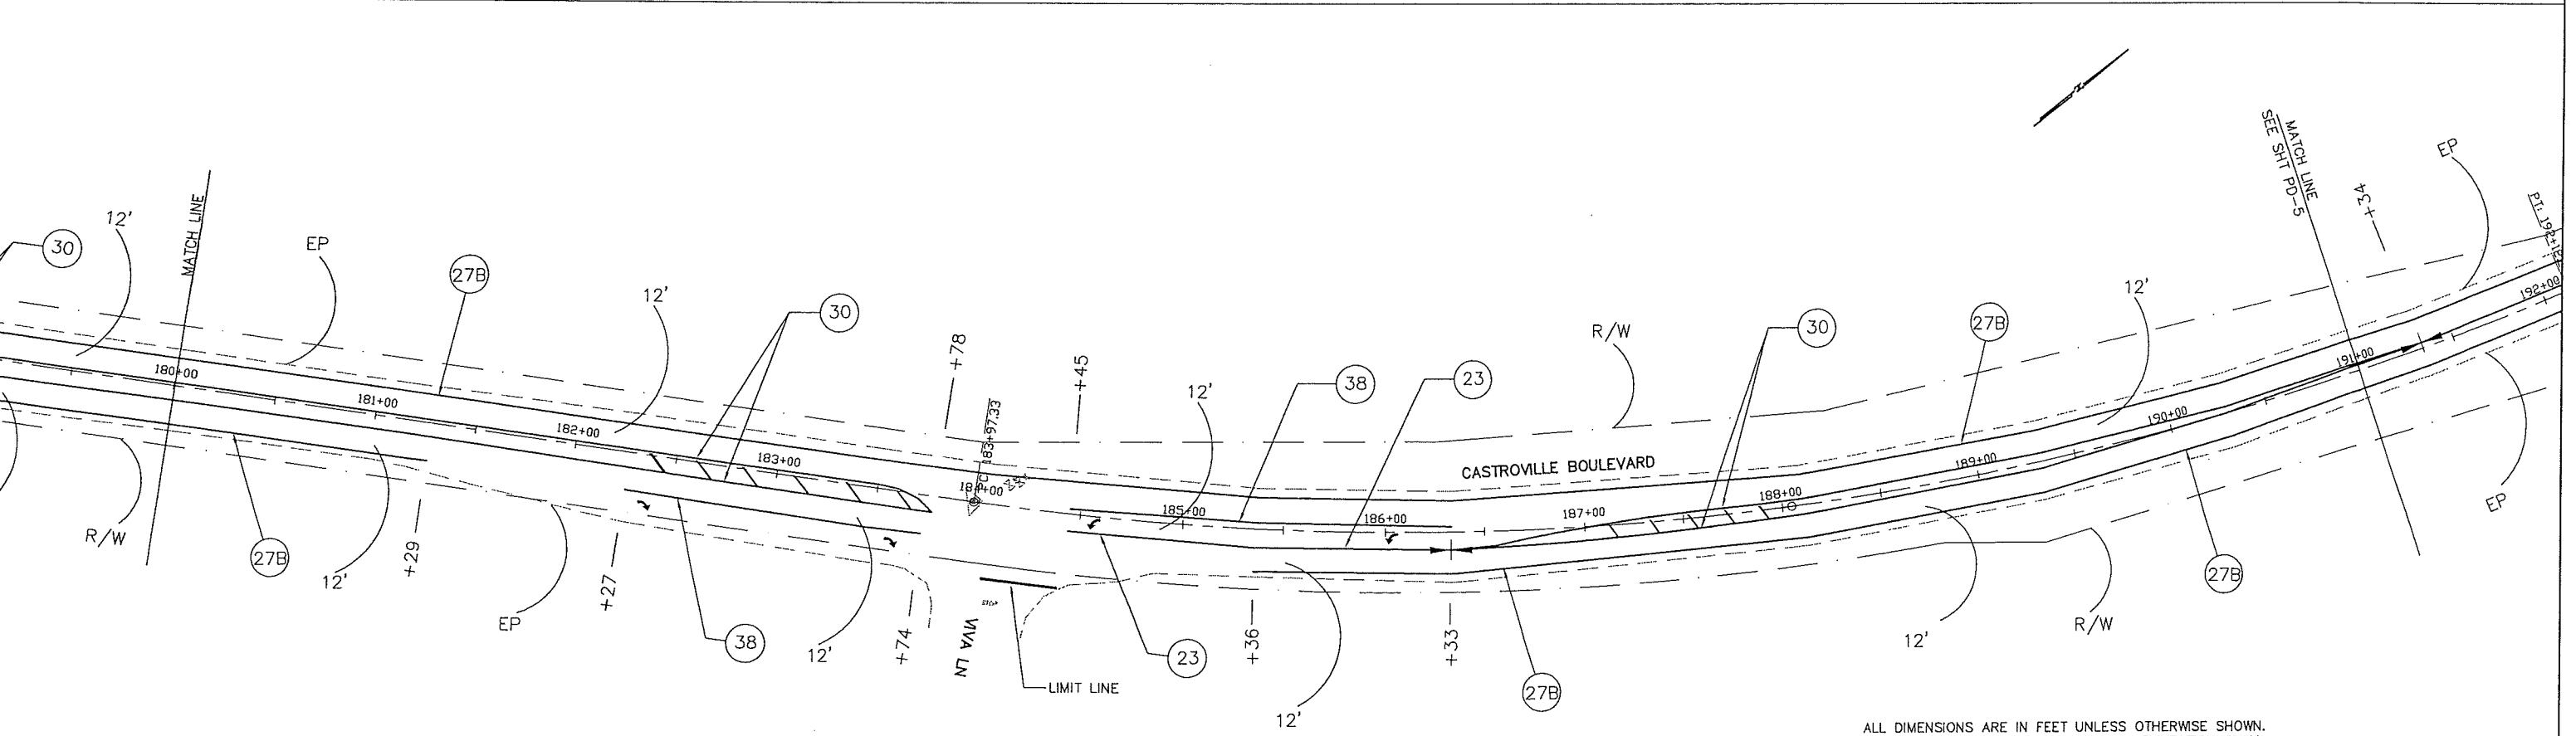 30
12'
MATCH LINE
EP
27B
12'
30
+78
+45
183+97.33
12'
38
23
R/W
30
27B
12'
MATCH LINE
SEE SHT PD-5
+34
EP
PT: 192+
180+00
181+00
182+00
183+00
184+00
185+00
186+00
187+00
188+00
189+00
190+00
191+00
192+00
CASTROVILLE BOULEVARD
R/W
27B
12'
+29
EP
+27
38
12'
+74
VIVA LN
LIMIT LINE
23
+36
12'
+33
27B
12'
R/W
27B
EP
ALL DIMENSIONS ARE IN FEET UNLESS OTHERWISE SHOWN.